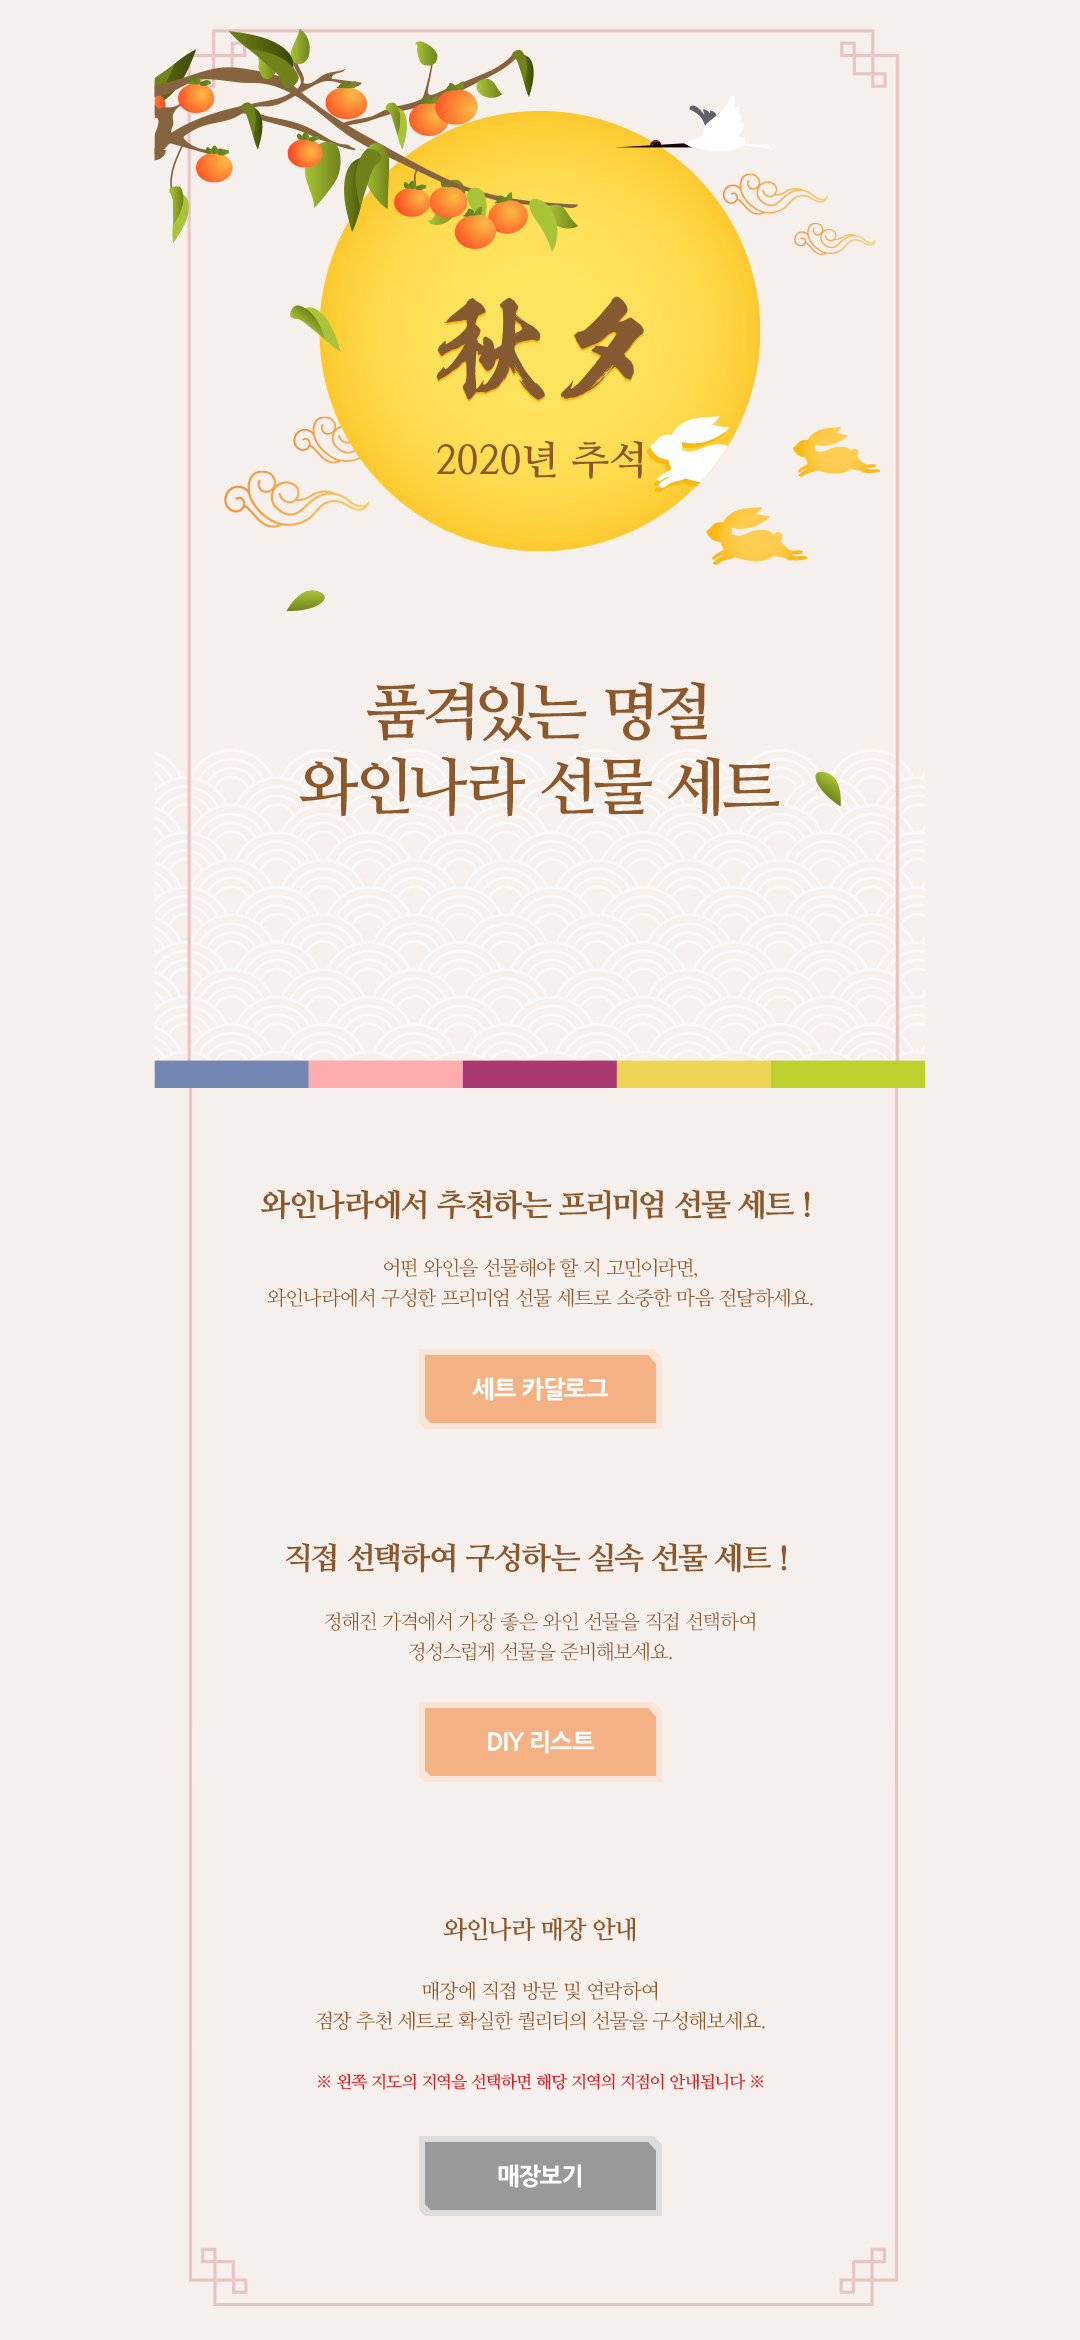 秋夕
2020년 추석
품격있는 명절
와인나라 선물 세트
와인나라에서 추천하는 프리미엄 선물 세트 !
어떤 와인을 선물해야 할 지 고민이라면,
와인나라에서 구성한 프리미엄 선물 세트로 소중한 마음 전달하세요.
세트 카달로그
직접 선택하여 구성하는 실속 선물 세트 !
정해진 가격에서 가장 좋은 와인 선물을 직접 선택하여
정성스럽게 선물을 준비해보세요.
DIY 리스트
와인나라 매장 안내
매장에 직접 방문 및 연락하여
점장 추천 세트로 확실한 퀄리티의 선물을 구성해보세요.
※ 왼쪽 지도의 지역을 선택하면 해당 지역의 지점이 안내됩니다 ※
매장보기